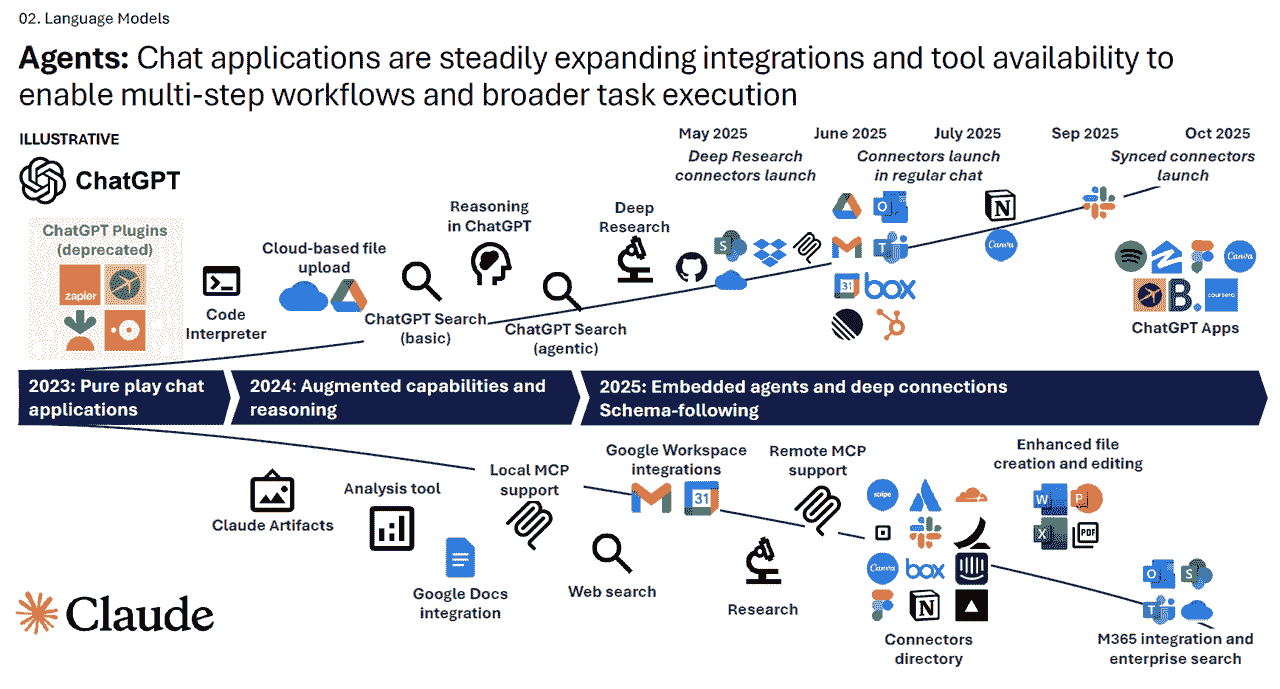 02. Language Models
Agents: Chat applications are steadily expanding integrations and tool availability to
enable multi-step workflows and broader task execution
ILLUSTRATIVE
ChatGPT
May 2025
June 2025
July 2025
Sep 2025
Oct 2025
Deep Research
connectors launch
Connectors launch
in regular chat
Synced connectors
launch
ChatGPT Plugins
(deprecated)
zapier
Code
Interpreter
Cloud-based file
upload
ChatGPT Search
(basic)
Reasoning
in ChatGPT
ChatGPT Search
(agentic)
Deep
Research
31
box
Canva
Canva
B.
coursera
ChatGPT Apps
2023: Pure play chat
applications
2024: Augmented capabilities and
reasoning
2025: Embedded agents and deep connections
Schema-following
Claude Artifacts
Analysis tool
Google Docs
integration
Local MCP
support
Google Workspace
integrations
31
Web search
Remote MCP
support
Research
stripe
Canva
box
Connectors
directory
Enhanced file
creation and editing
W
P
X
PDF
M365 integration and
enterprise search
Claude